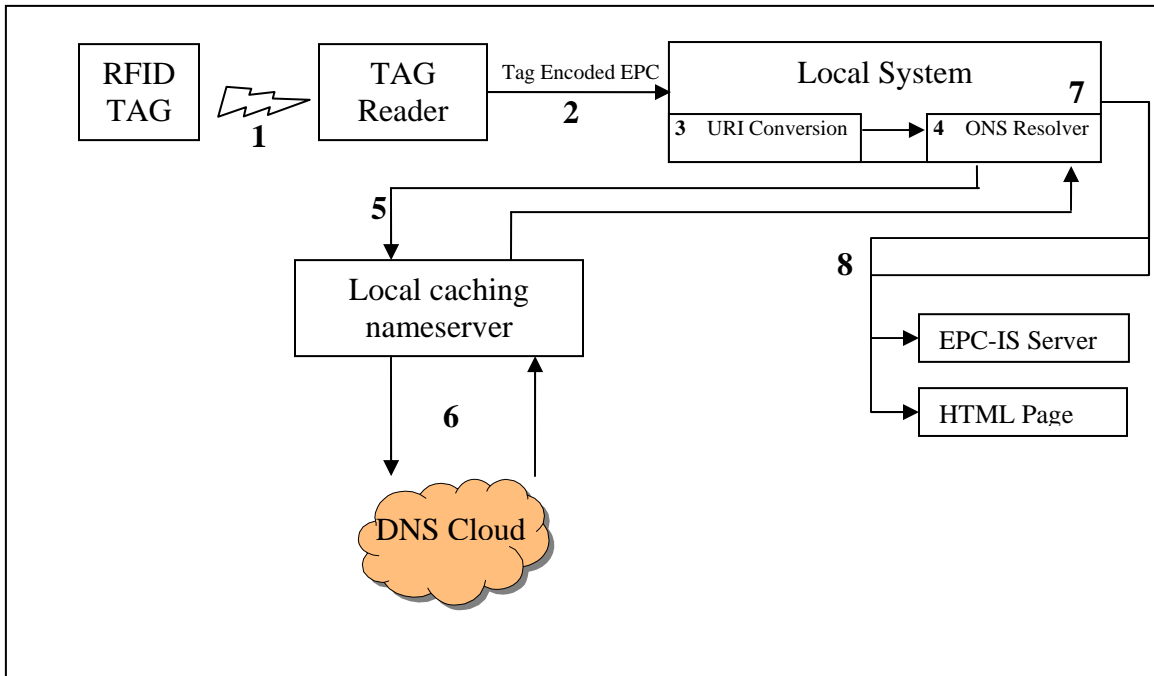 RFID
TAG
1
TAG
Reader
Tag Encoded EPC
2
Local System
7
3 URI Conversion
4 ONS Resolver
5
8
Local caching
nameserver
EPC-IS Server
6
HTML Page
DNS Cloud